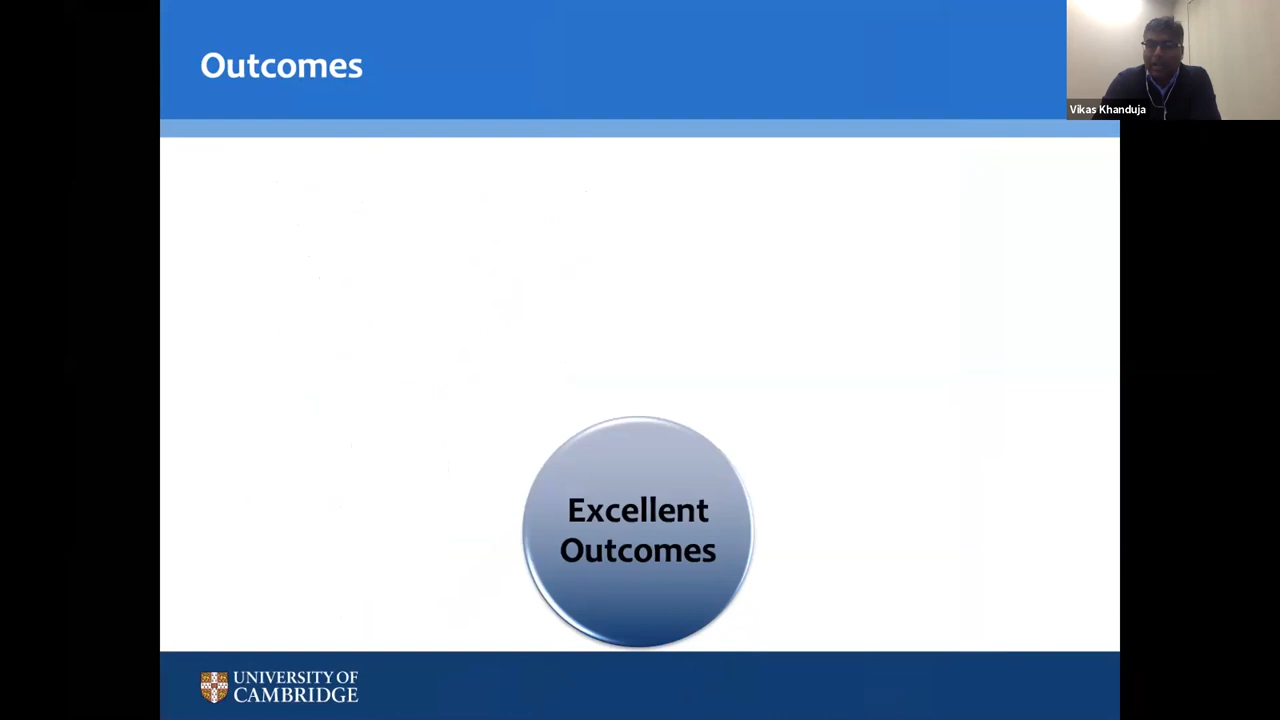 Outcomes
Vikas Khanduja
Excellent
Outcomes
UNIVERSITY OF
CAMBRIDGE